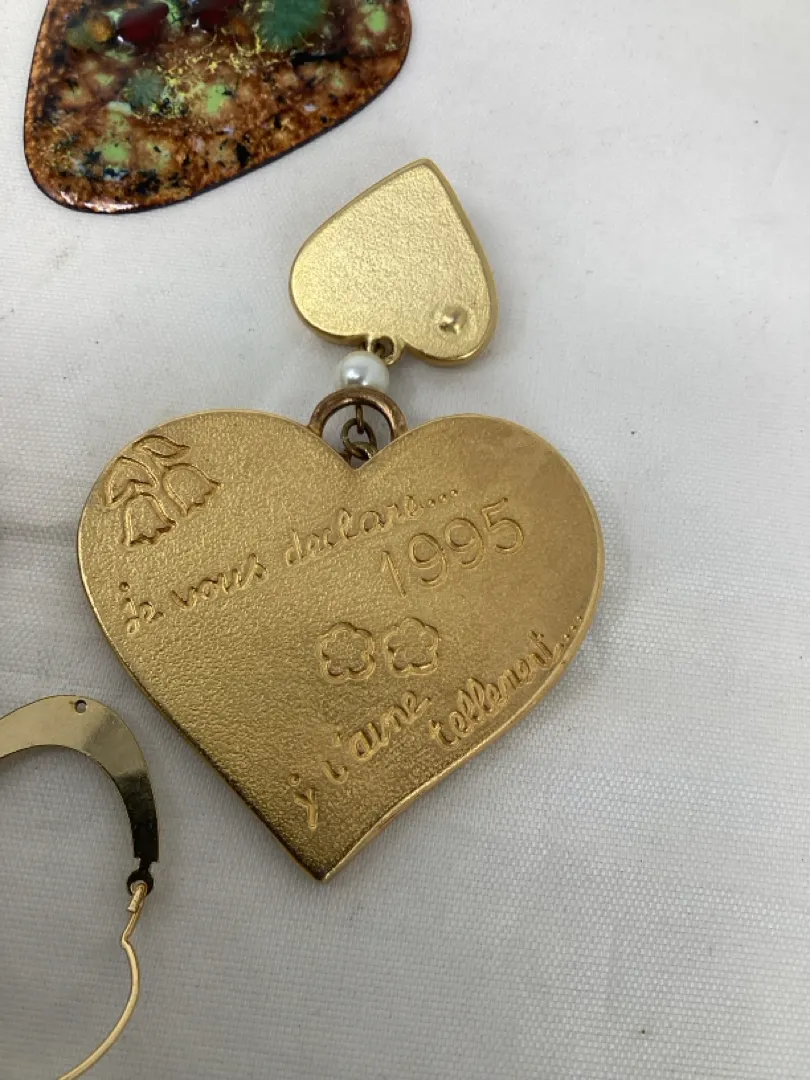 je vous declare...
1995
j t'aime
tellement....